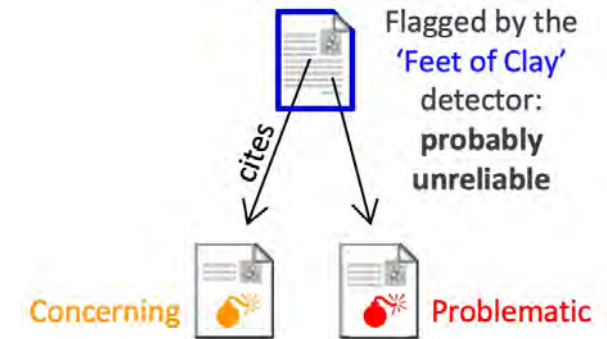 Flagged by the
'Feet of Clay'
detector:
probably
unreliable
cites
Concerning
Problematic